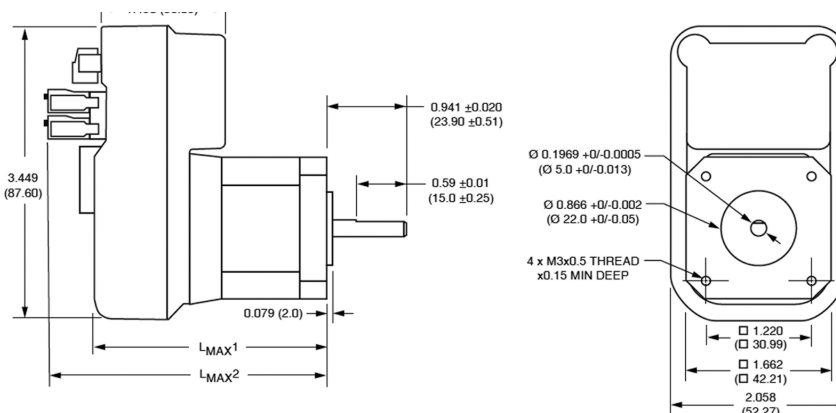 0.941 ±0.020
(23.90 ±0.51)
3.449
(87.60)
0.59 ±0.01
(15.0 ±0.25)
0.079 (2.0)
LMAX1
LMAX2
Ø 0.1969 +0/-0.0005
(Ø 5.0 +/-0.013)
Ø 0.866 +/-0.002
(Ø 22.0 +/-0.05)
4 x M3x0.5 THREAD
x0.15 MIN DEEP
□ 1.220
(□ 30.99)
□ 1.662
(□ 42.21)
2.058
(52.27)